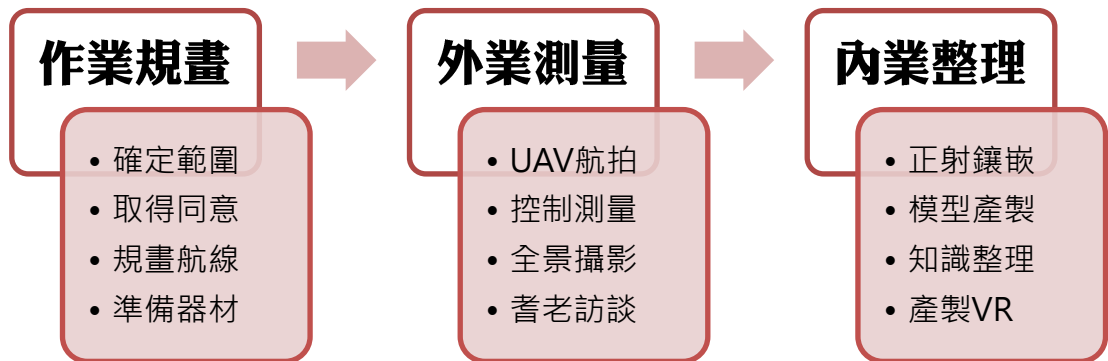 作業規畫
• 確定範圍
• 取得同意
• 規畫航線
• 準備器材
外業測量
• UAV航拍
• 控制測量
• 全景攝影
• 耆老訪談
內業整理
• 正射鑲嵌
• 模型產製
• 知識整理
• 產製VR